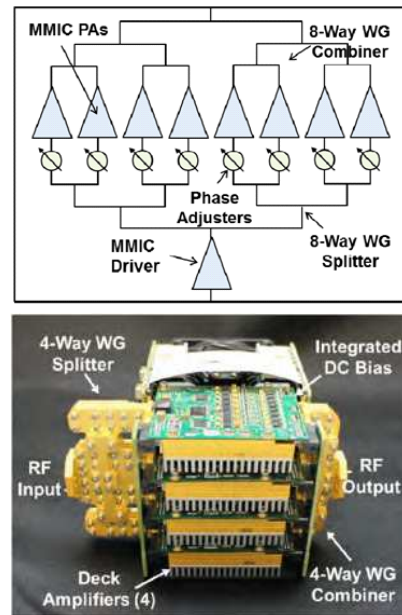 MMIC PAs
8-Way WG
Combiner
Phase
Adjusters
MMIC
Driver
8-Way WG
Splitter
4-Way WG
Splitter
Integrated
DC Bias
RF
Input
RF
Output
Deck
Amplifiers (4)
4-Way WG
Combiner